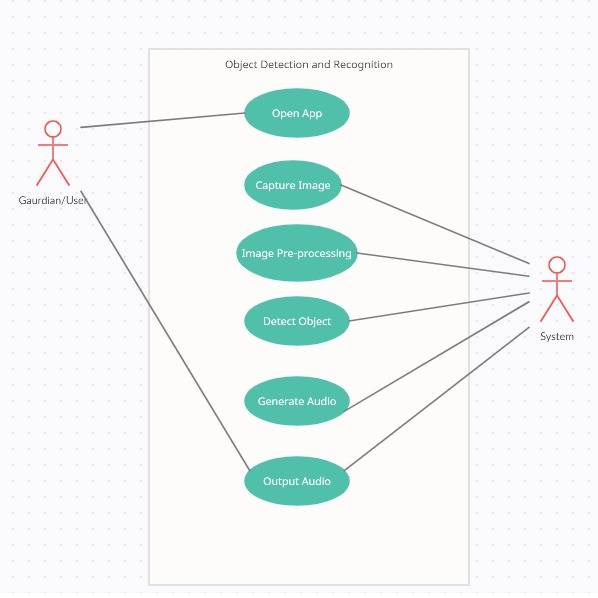 Object Detection and Recognition
Open App
Capture Image
Gaurdian/User
Image Pre-processing
Detect Object
System
Generate Audio
Output Audio